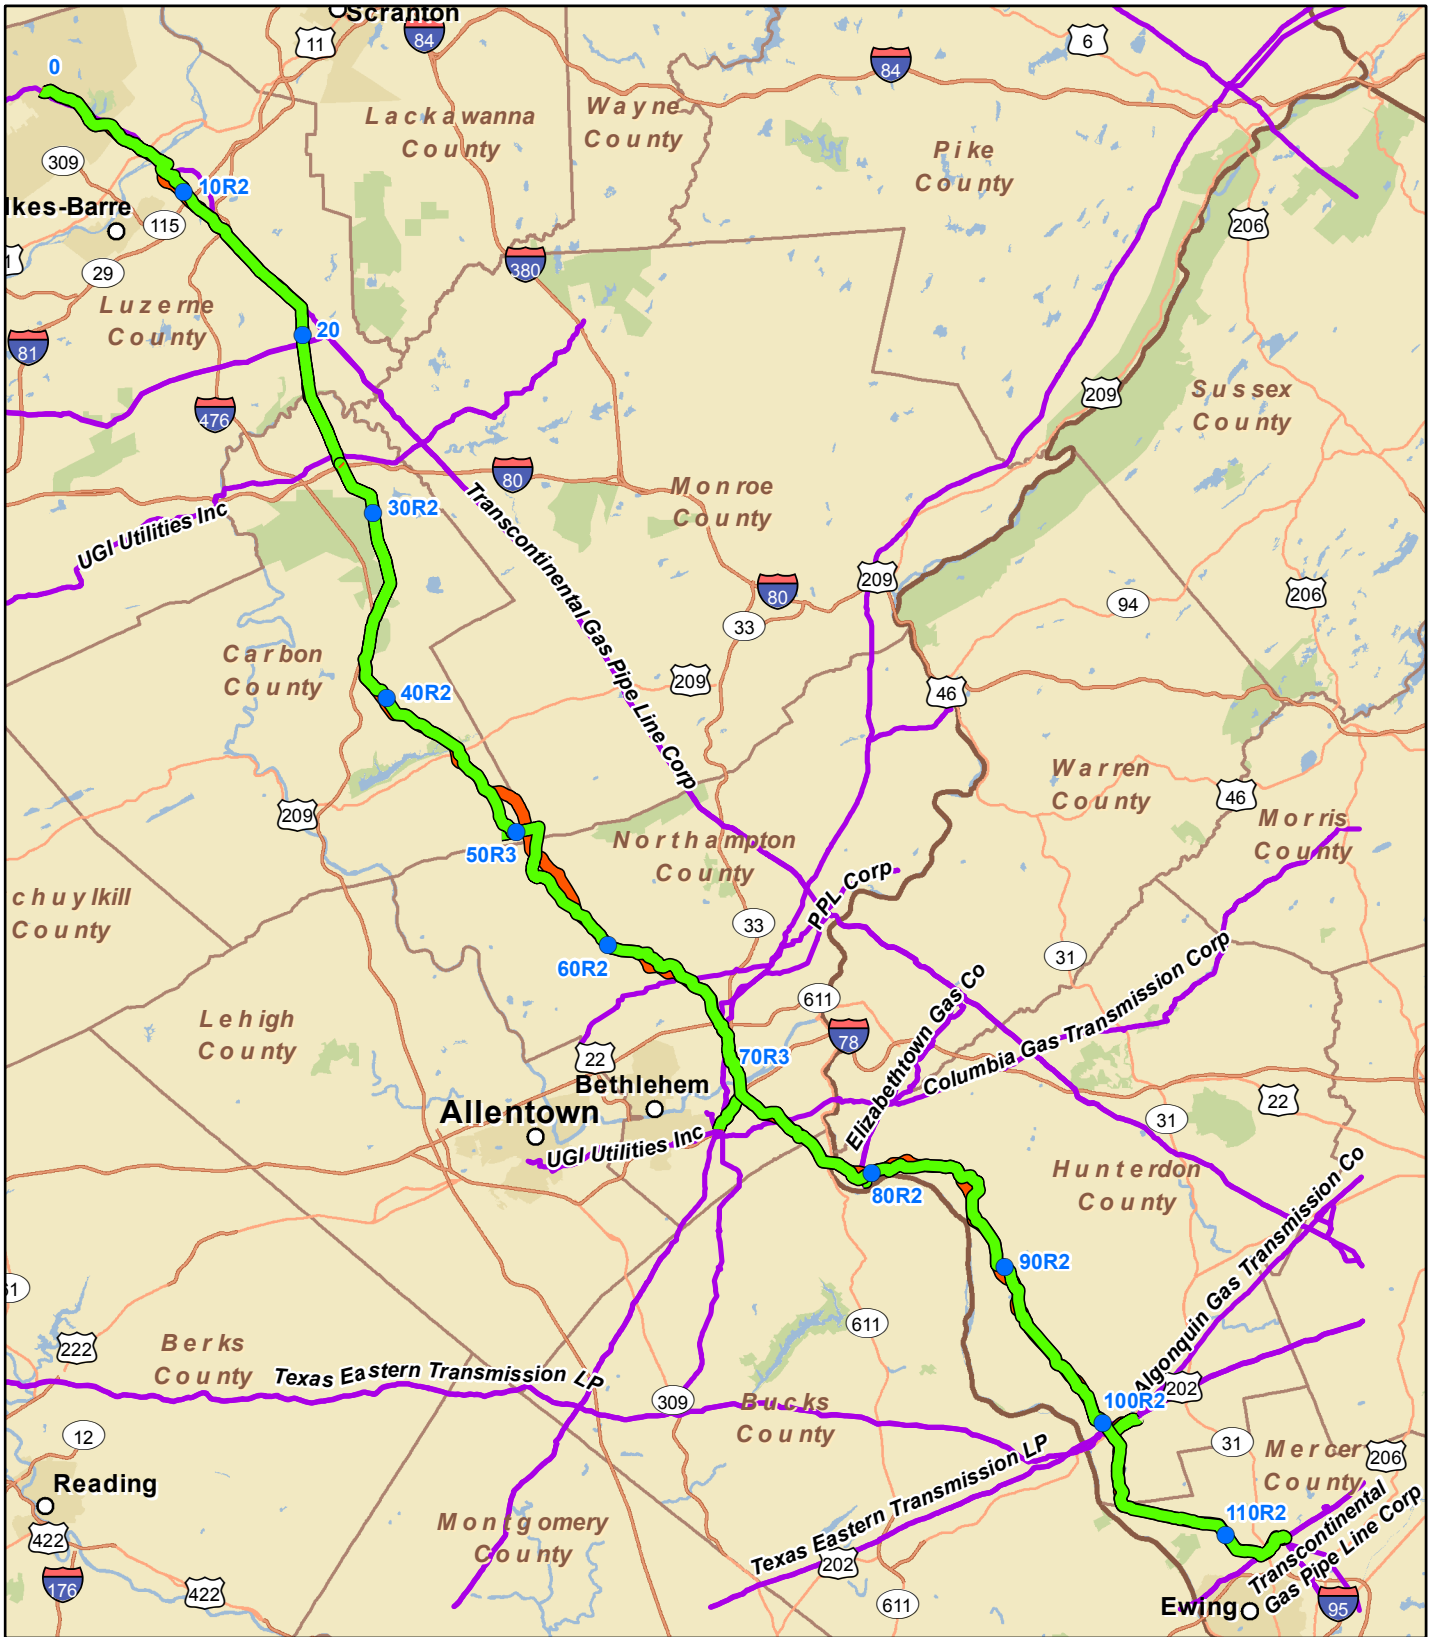 Scranton
11
84
6
84
0
Lackawanna
County
Wayne
County
Pike
County
309
10R2
lkes-Barre
115
206
1
29
380
Luzerne
County
20
81
476
209
Sussex
County
80
Monroe
County
30R2
UGI Utilities Inc
Transcontinental Gas Pipe Line Corp
209
80
94
206
33
Carbon
County
209
40R2
46
Warren
County
46
209
Morris
County
50R3
Northampton
County
PPL Corp
chuylkill
County
33
31
60R2
611
Elizabethtown Gas Co
Columbia Gas Transmission Corp
Lehigh
County
78
22
70R3
Bethlehem
Allentown
22
31
UGI Utilities Inc
80R2
Hunterdon
County
Algonquin Gas Transmission Co
90R2
61
611
222
Berks
County
Texas Eastern Transmission LP
202
309
Bucks
County
100R2
12
31
Mercer
County
206
Reading
Texas Eastern Transmission LP
Montgomery
County
110R2
422
202
Transcontinental
Gas Pipe Line Corp
176
422
611
Ewing
95